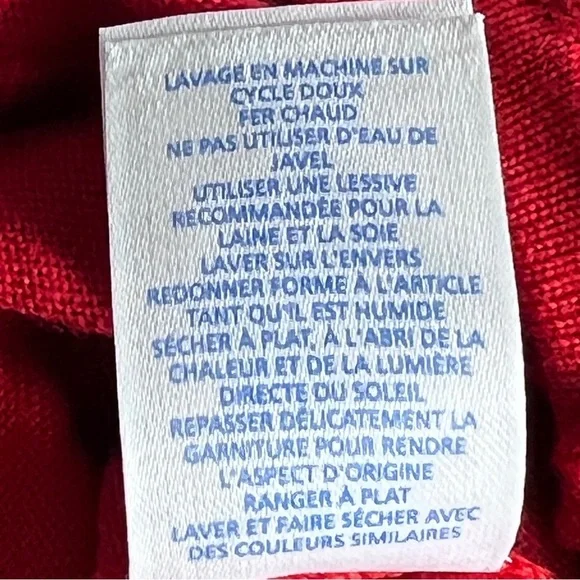 LAVAGE EN MACHINE SUR
CYCLE DOUX
FER CHAUD
NE PAS UTILISER D'EAU DE
JAVEL
UTILISER UNE LESSIVE
RECOMMANDÉE POUR LA
LAINE ET LA SOIE
LAVER SUR L'ENVERS
REDONNER FORME À L'ARTICLE
TANT QU'IL EST HUMIDE
SÉCHER À PLAT, À L'ABRI DE LA
CHALEUR ET DE LA LUMIÈRE
DIRECTE DU SOLEIL
REPASSER DÉLICATEMENT LA
GARNITURE POUR RENDRE
L'ASPECT D'ORIGINE
RANGER À PLAT
LAVER ET FAIRE SÉCHER AVEC
DES COULEURS SIMILAIRES